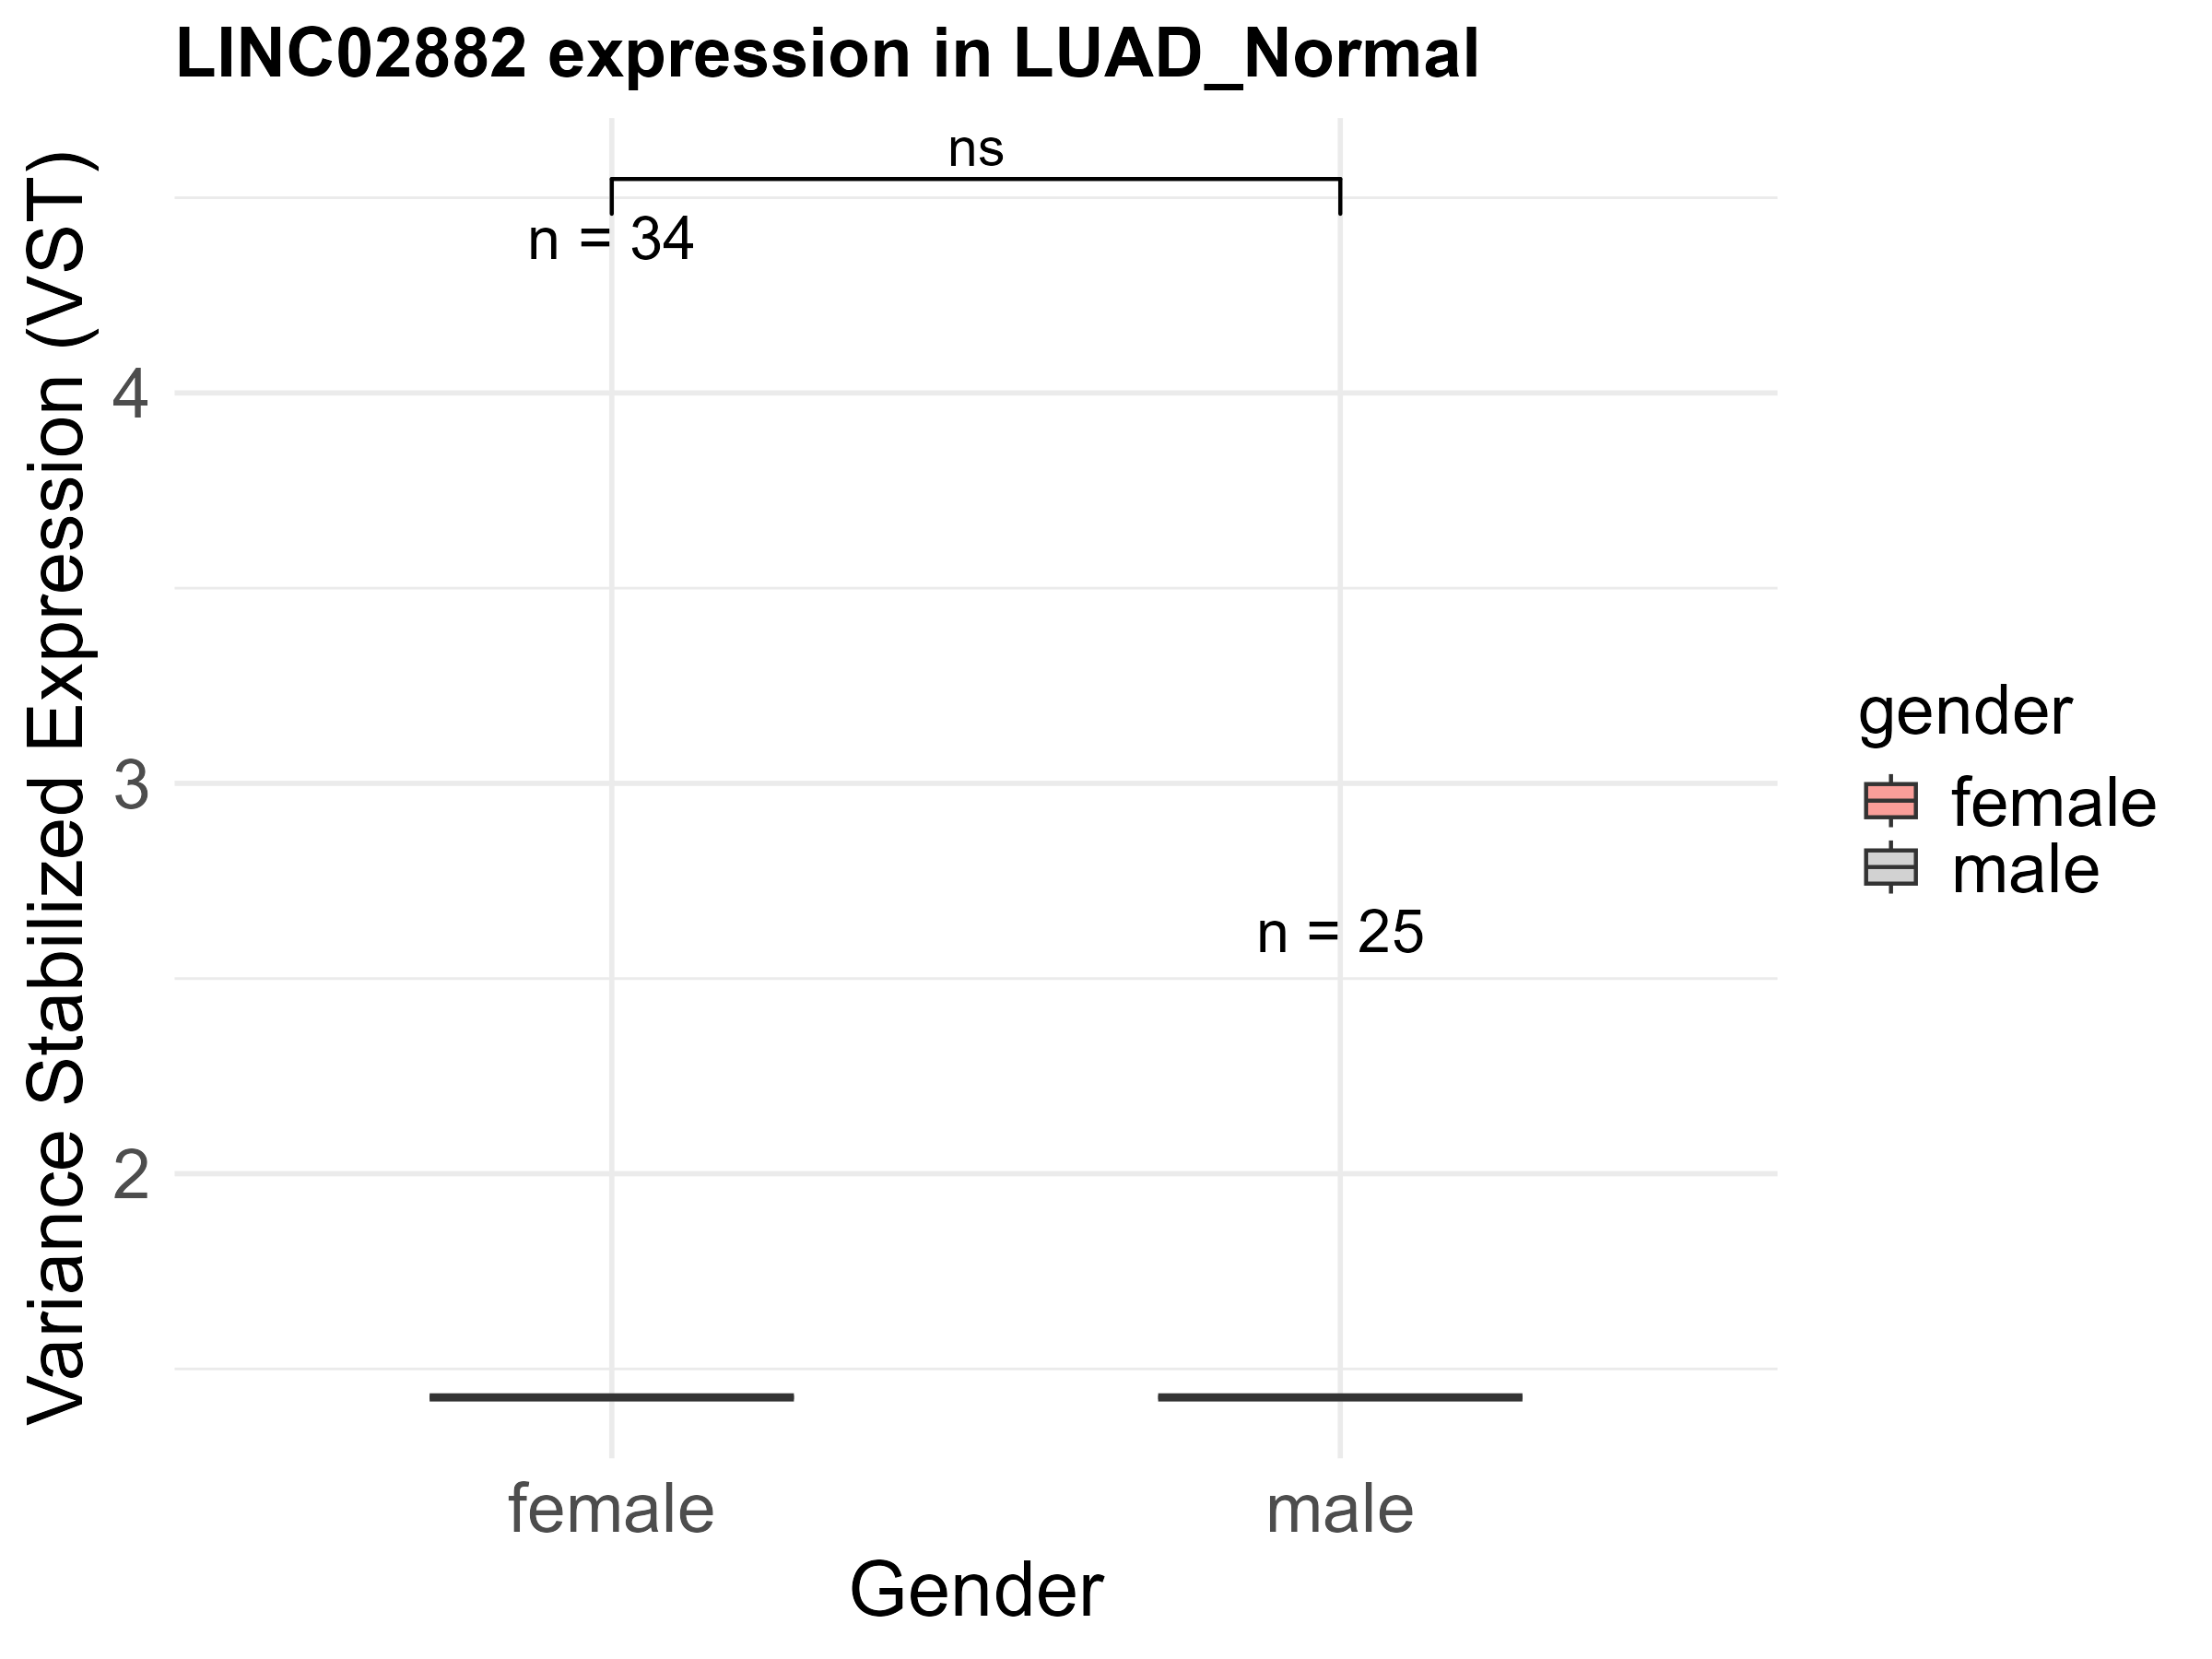 LINC02882 expression in LUAD_Normal
Variance Stabilized Expression (VST)
ns
n = 34
4
3
n = 25
2
female
male
Gender
gender
female
male